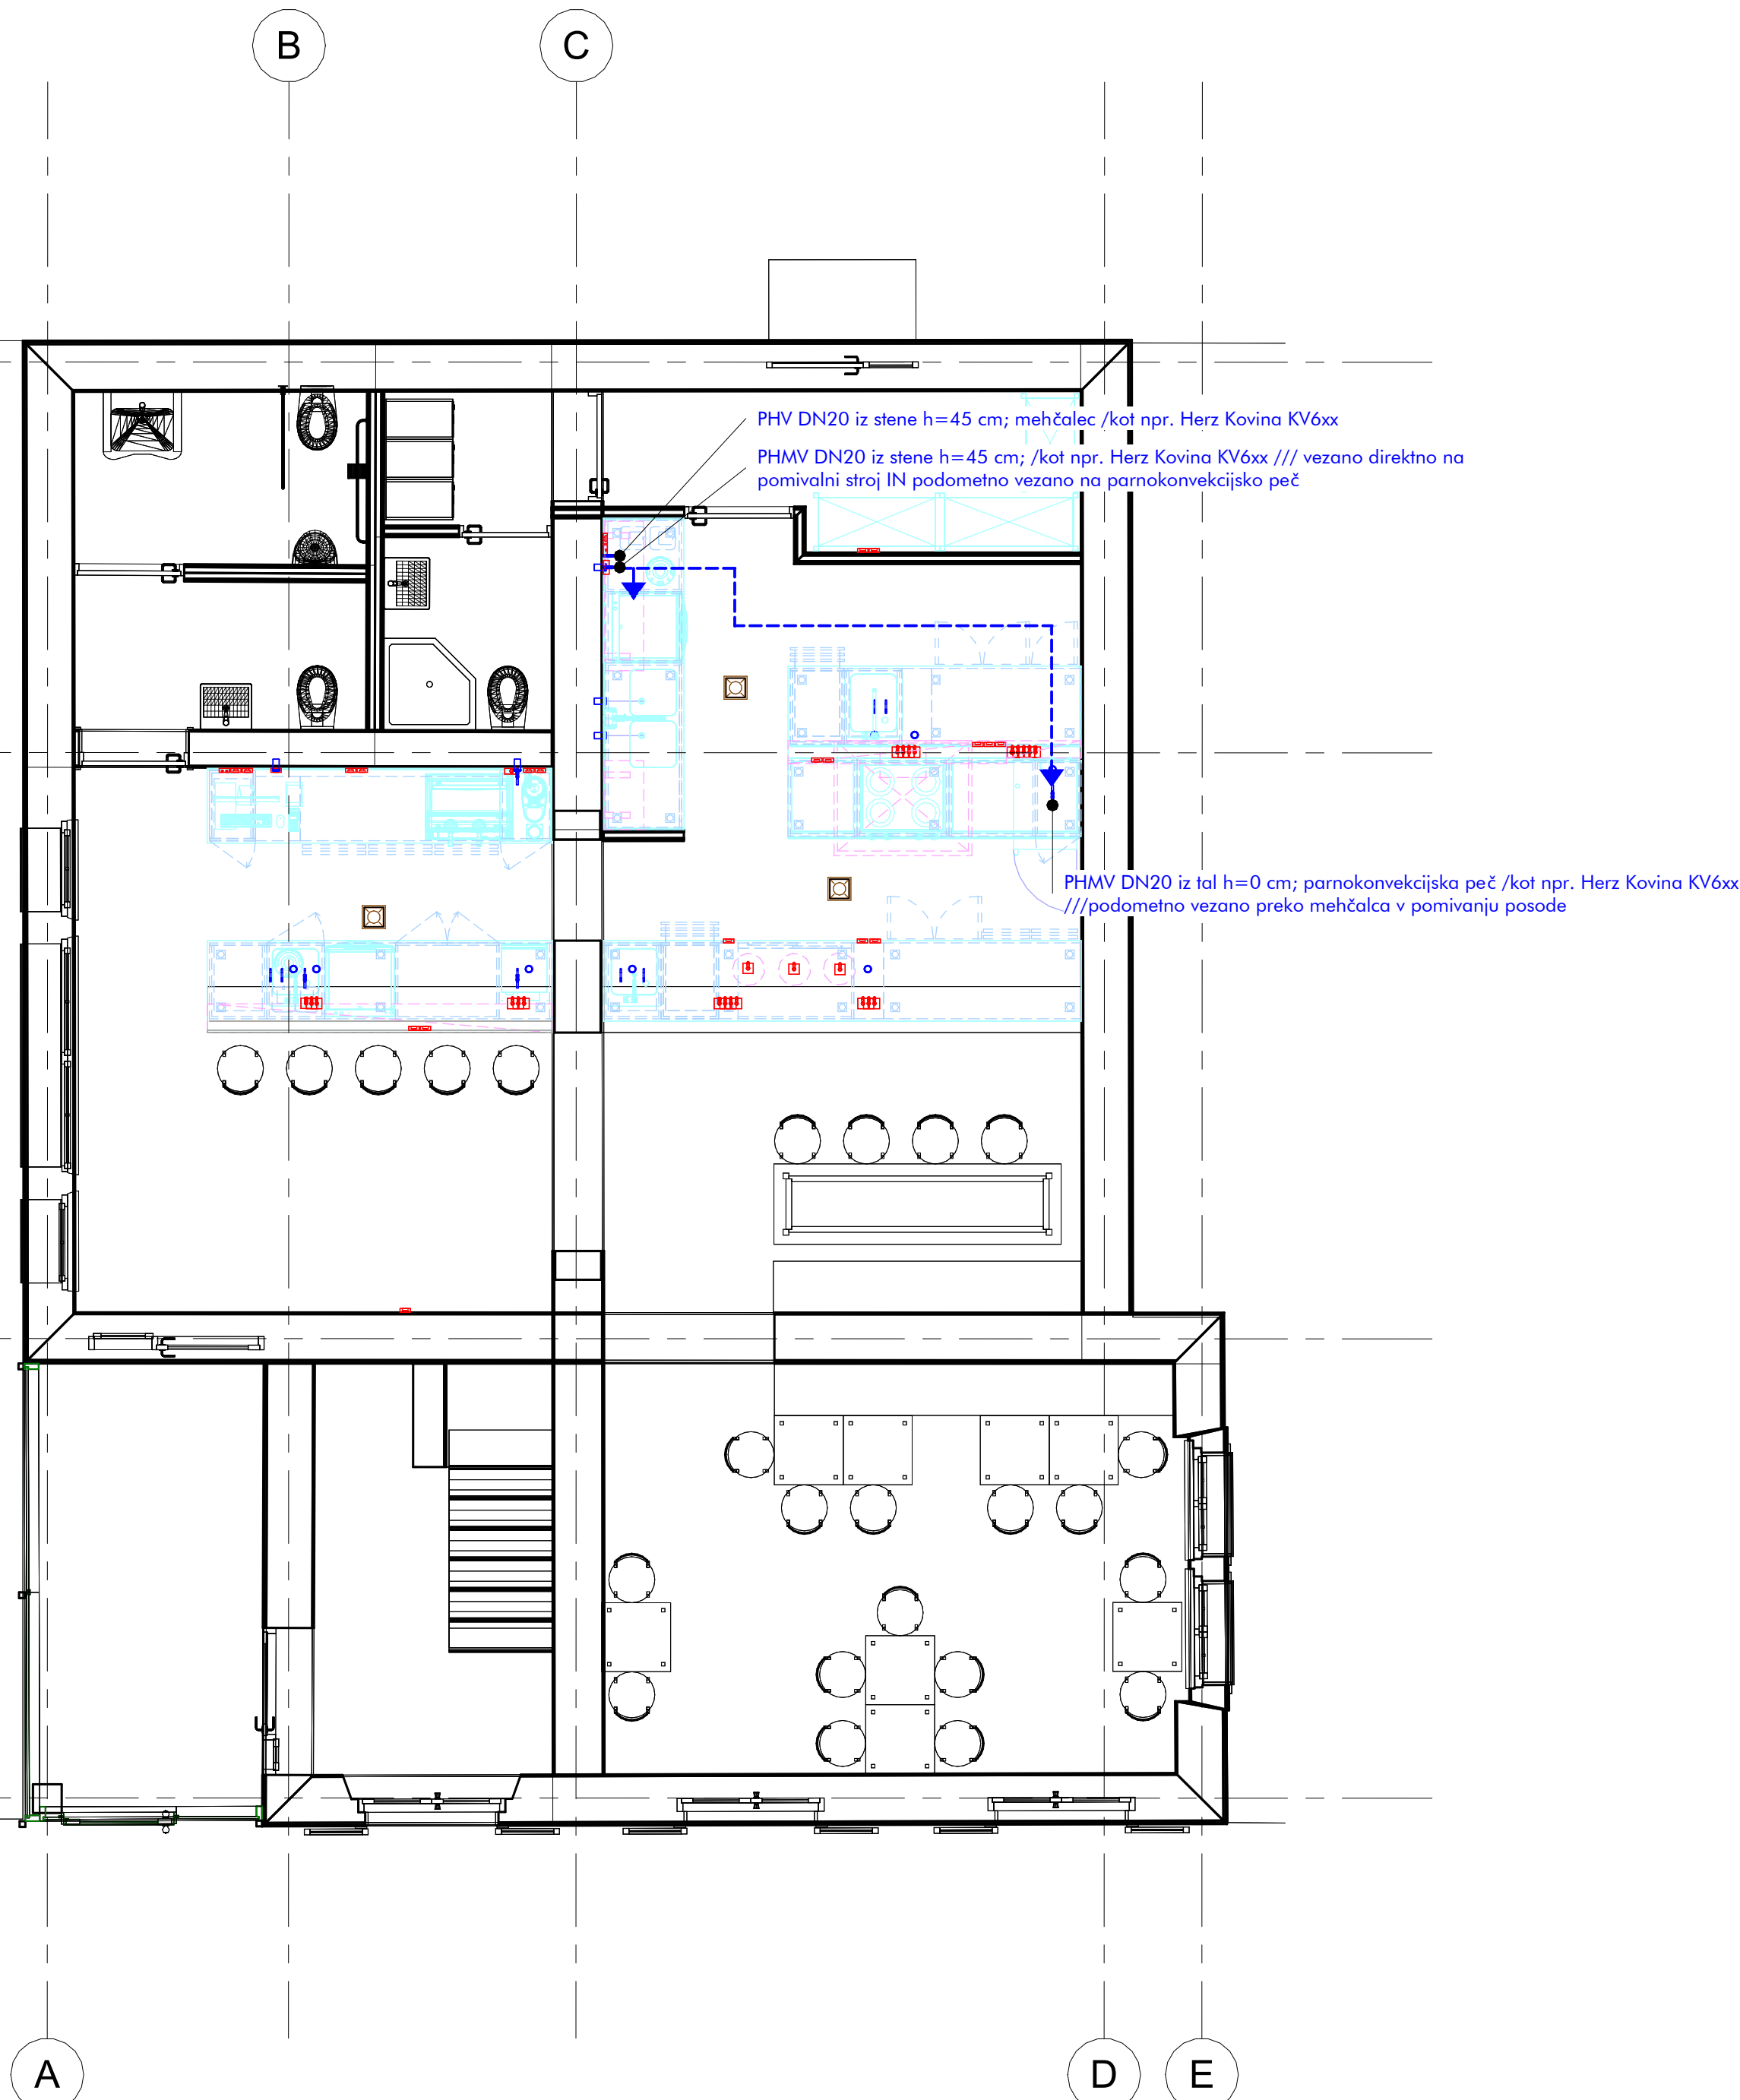 B
C
PHV DN20 iz stene h=45 cm; mehčalec /kot npr. Herz Kovina KV6xx
PHMV DN20 iz stene h=45 cm; /kot npr. Herz Kovina KV6xx /// vezano direktno na
pomivalni stroj IN podometno vezano na parnokonvekcijsko peč
PHMV DN20 iz tal h=0 cm; parnokonvekcijska peč /kot npr. Herz Kovina KV6xx
///podometno vezano preko mehčalca v pomivanju posode
A
D
E